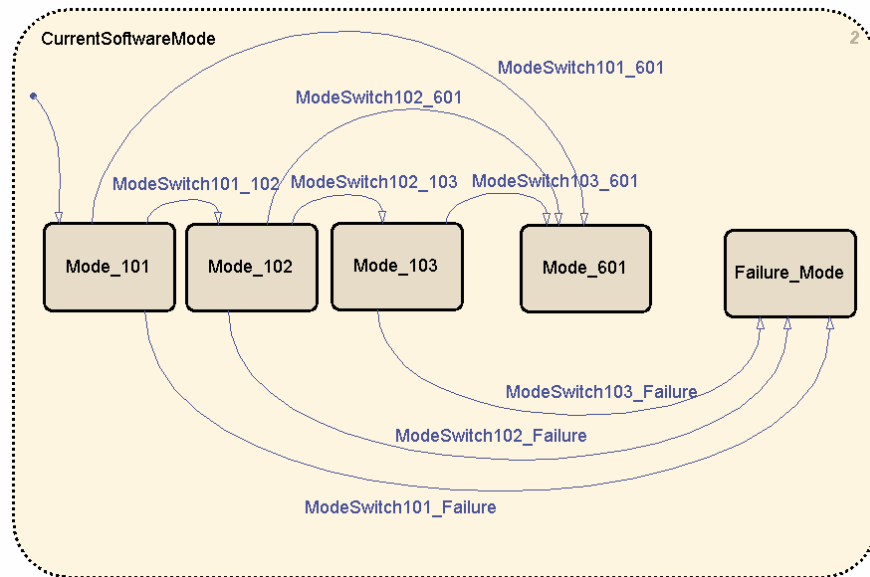 CurrentSoftwareMode
2
ModeSwitch101_601
ModeSwitch102_601
ModeSwitch101_102
ModeSwitch102_103
ModeSwitch103_601
Mode_101
Mode_102
Mode_103
Mode_601
Failure_Mode
ModeSwitch103_Failure
ModeSwitch102_Failure
ModeSwitch101_Failure